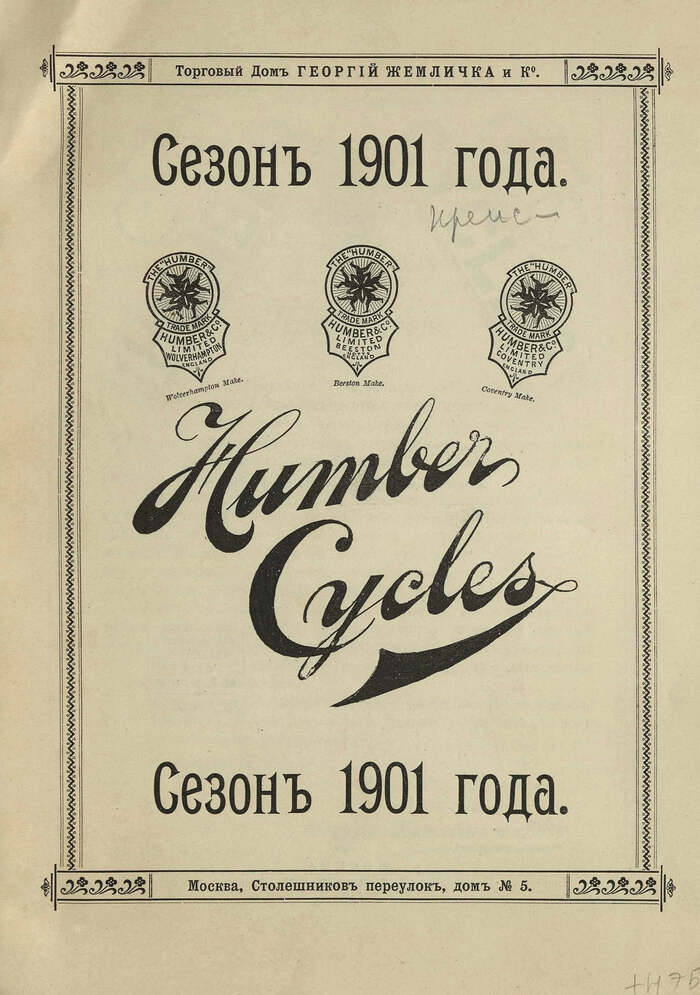 Торговый Домъ ГЕОРГІЙ ЖЕМЛИЧКА и Кº.
Сезонъ 1901 года.
THE "HUMBER"
TRADE MARK
HUMBER & Cº
LIMITED
WOLVERHAMPTON
ENGLAND
Wolverhampton Make.
THE "HUMBER"
TRADE MARK
HUMBER & Cº
LIMITED
BEESTON
ENGLAND
Beeston Make.
THE "HUMBER"
TRADE MARK
HUMBER & Cº
LIMITED
COVENTRY
ENGLAND
Coventry Make.
Humber
Cycles
Сезонъ 1901 года.
Москва, Столешниковъ переулокъ, домъ № 5.